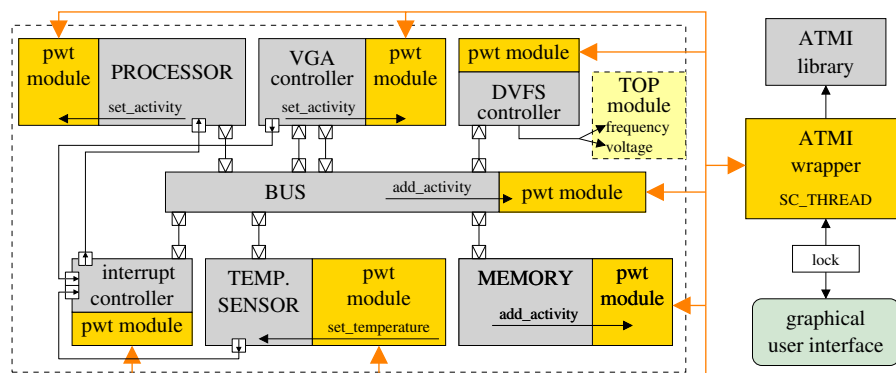 pwt
module
PROCESSOR
set_activity
VGA
controller
set_activity
pwt
module
pwt module
DVFS
controller
TOP
module
frequency
voltage
ATMI
library
ATMI
wrapper
SC_THREAD
BUS
add_activity
pwt module
interrupt
controller
pwt module
TEMP.
SENSOR
pwt
module
set_temperature
MEMORY
add_activity
pwt
module
lock
graphical
user interface